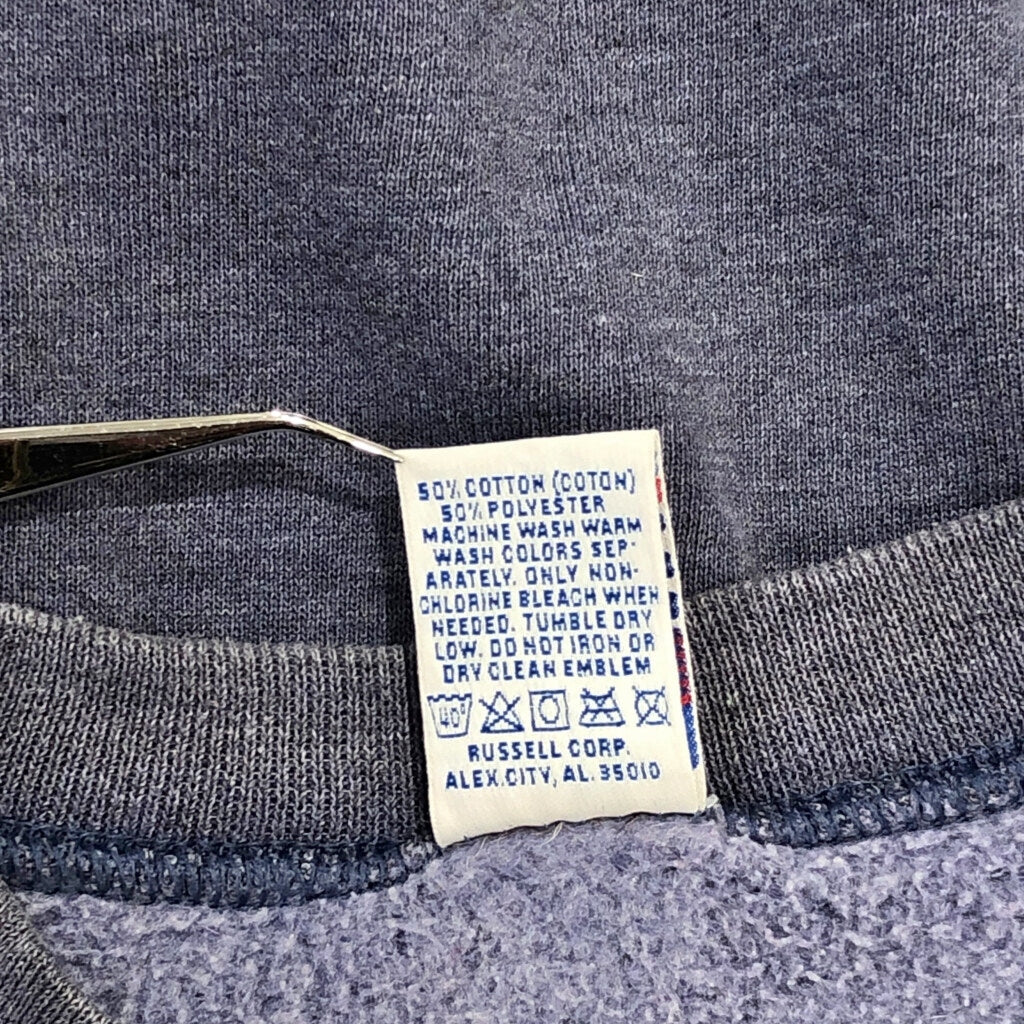 50% COTTON (COTON)
50% POLYESTER
MACHINE WASH WARM
WASH COLORS SEP-
ARATELY. ONLY NON-
CHLORINE BLEACH WHEN
NEEDED. TUMBLE DRY
LOW. DO NOT IRON OR
DRY CLEAN EMBLEM
40°
RUSSELL CORP.
ALEX.CITY, AL. 35010